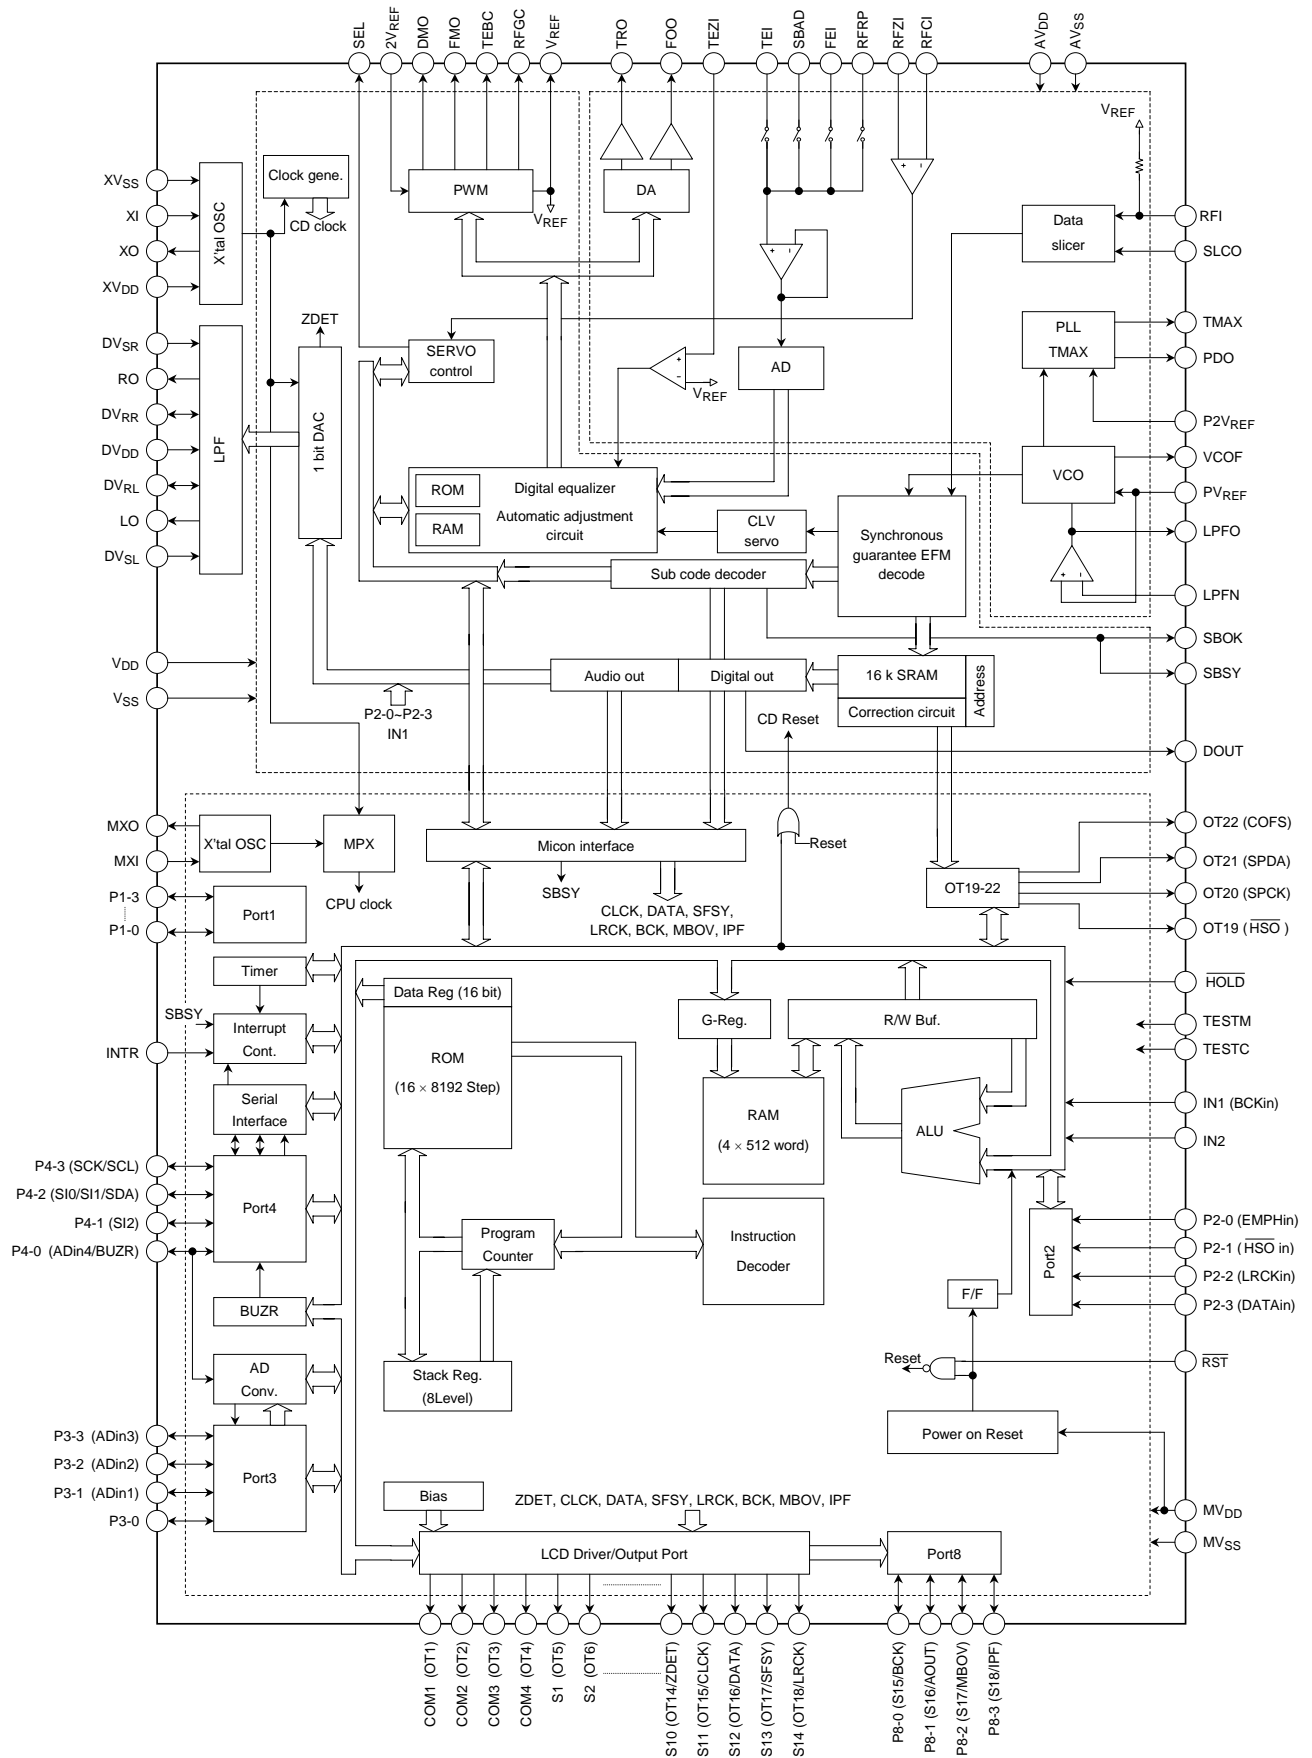 SEL
2VREF
DMO
FMO
TEBC
RFGC
VREF
TRO
FOO
TEZI
TEI
SBAD
FEI
RFRP
RFZI
RFCI
AVDD
AVSS
VREF
XVSS
XI
XO
XVDD
X'tal OSC
Clock gene.
CD clock
PWM
VREF
DA
Data
slicer
RFI
SLCO
+
-
+
-
ZDET
DVSR
RO
DVRR
DVDD
DVRL
LO
DVSL
LPF
1 bit DAC
SERVO
control
+
-
VREF
AD
PLL
TMAX
TMAX
PDO
P2VREF
VCOF
PVREF
LPFO
LPFN
VCO
+
-
ROM
RAM
Digital equalizer
Automatic adjustment
circuit
CLV
servo
Synchronous
guarantee EFM
decode
Sub code decoder
SBOK
SBSY
VDD
VSS
Audio out
Digital out
16 k SRAM
Correction circuit
Address
P2-0~P2-3
IN1
CD Reset
DOUT
MXO
MXI
X'tal OSC
MPX
CPU clock
Micon interface
SBSY
CLCK, DATA, SFSY,
LRCK, BCK, MBOV, IPF
Reset
OT19-22
OT22 (COFS)
OT21 (SPDA)
OT20 (SPCK)
OT19 (HSO)
P1-3
P1-0
Port1
Timer
SBSY
Interrupt
Cont.
INTR
Serial
Interface
Data Reg (16 bit)
ROM
(16 × 8192 Step)
G-Reg.
R/W Buf.
RAM
(4 × 512 word)
ALU
HOLD
TESTM
TESTC
IN1 (BCKin)
IN2
P4-3 (SCK/SCL)
P4-2 (SI0/SI1/SDA)
P4-1 (SI2)
P4-0 (ADin4/BUZR)
Port4
BUZR
Program
Counter
Instruction
Decoder
Port2
P2-0 (EMPHin)
P2-1 (HSO in)
P2-2 (LRCKin)
P2-3 (DATAin)
F/F
Reset
RST
AD
Conv.
Stack Reg.
(8Level)
Power on Reset
P3-3 (ADin3)
P3-2 (ADin2)
P3-1 (ADin1)
P3-0
Port3
Bias
ZDET, CLCK, DATA, SFSY, LRCK, BCK, MBOV, IPF
LCD Driver/Output Port
Port8
MVDD
MVSS
COM1 (OT1)
COM2 (OT2)
COM3 (OT3)
COM4 (OT4)
S1 (OT5)
S2 (OT6)
S10 (OT14/ZDET)
S11 (OT15/CLCK)
S12 (OT16/DATA)
S13 (OT17/SFSY)
S14 (OT18/LRCK)
P8-0 (S15/BCK)
P8-1 (S16/AOUT)
P8-2 (S17/MBOV)
P8-3 (S18/IPF)